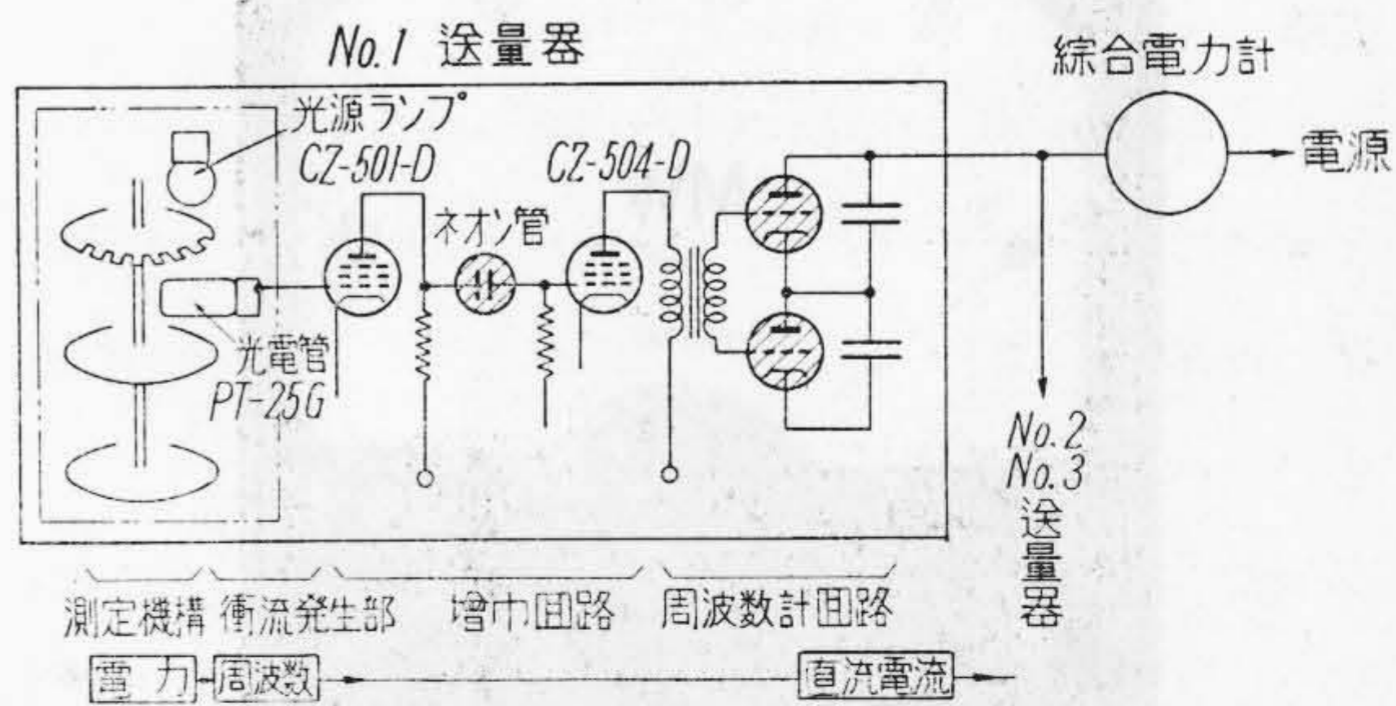 No.1 送量器
綜合電力計
光源ランプ
CZ-501-D
CZ-504-D
電源
ネオン管
光電管
PT-25G
No.2
No.3
送量器
測定機構 衝流発生部 増巾回路 周波数計回路
電力 周波数 直流電流